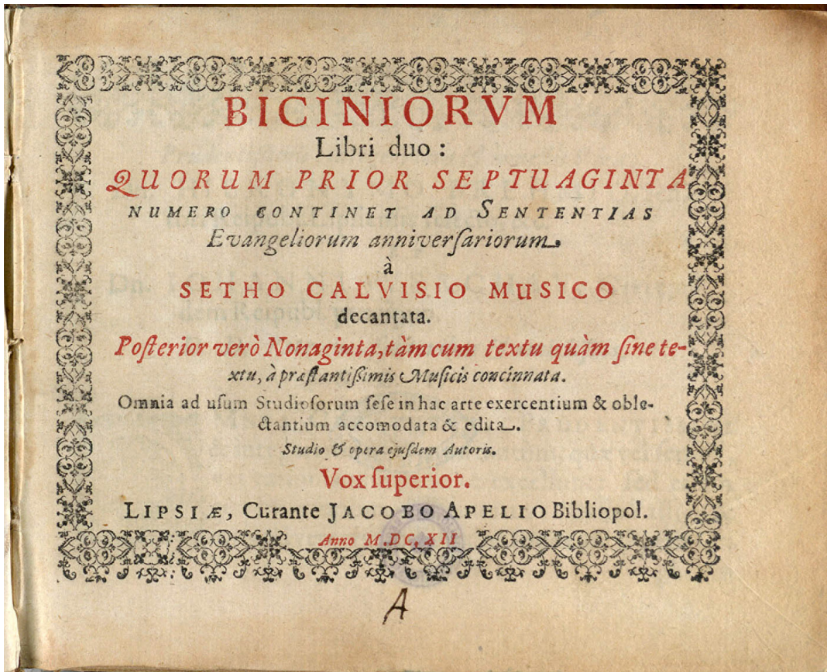 BICINIORVM
Libri duo:
QUORUM PRIOR SEPTUAGINTA
NUMERO CONTINET AD SENTENTIAS
Evangeliorum anniverſariorum.
à
SETHO CALVISIO MUSICO
decantata.
Poſterior verò Nonaginta, tàm cum textu quàm ſine te-
xtu, à præſtantiſsimis Muſicis concinnata.
Omnia ad uſum Studioſorum ſeſe in hac arte exercentium & oble-
ctantium accomodata & edita.
Studio & opera ejuſdem Autoris.
Vox ſuperior.
LIPSIÆ, Curante JACOBO APELIO Bibliopol.
Anno M.DC.XII
A